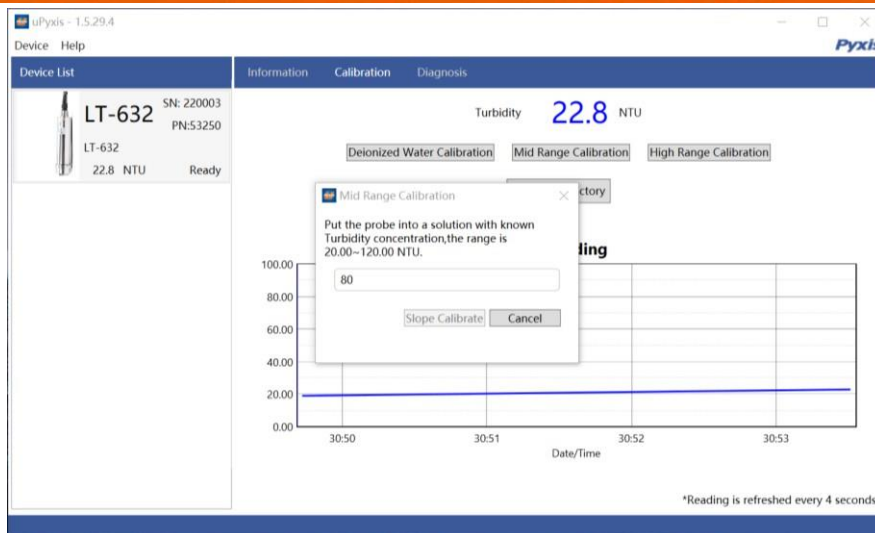 uPyxis - 1.5.29.4
Device Help
Pyxis
Device List
Information Calibration Diagnosis
LT-632
SN: 220003
PN:53250
LT-632
22.8 NTU Ready
Turbidity 22.8 NTU
Deionized Water Calibration Mid Range Calibration High Range Calibration
ctory
Mid Range Calibration
Put the probe into a solution with known
Turbidity concentration,the range is
20.00~120.00 NTU.
80
Slope Calibrate Cancel
ding
100.00
80.00
60.00
40.00
20.00
0.00
30:50 30:51 30:52 30:53
Date/Time
*Reading is refreshed every 4 seconds